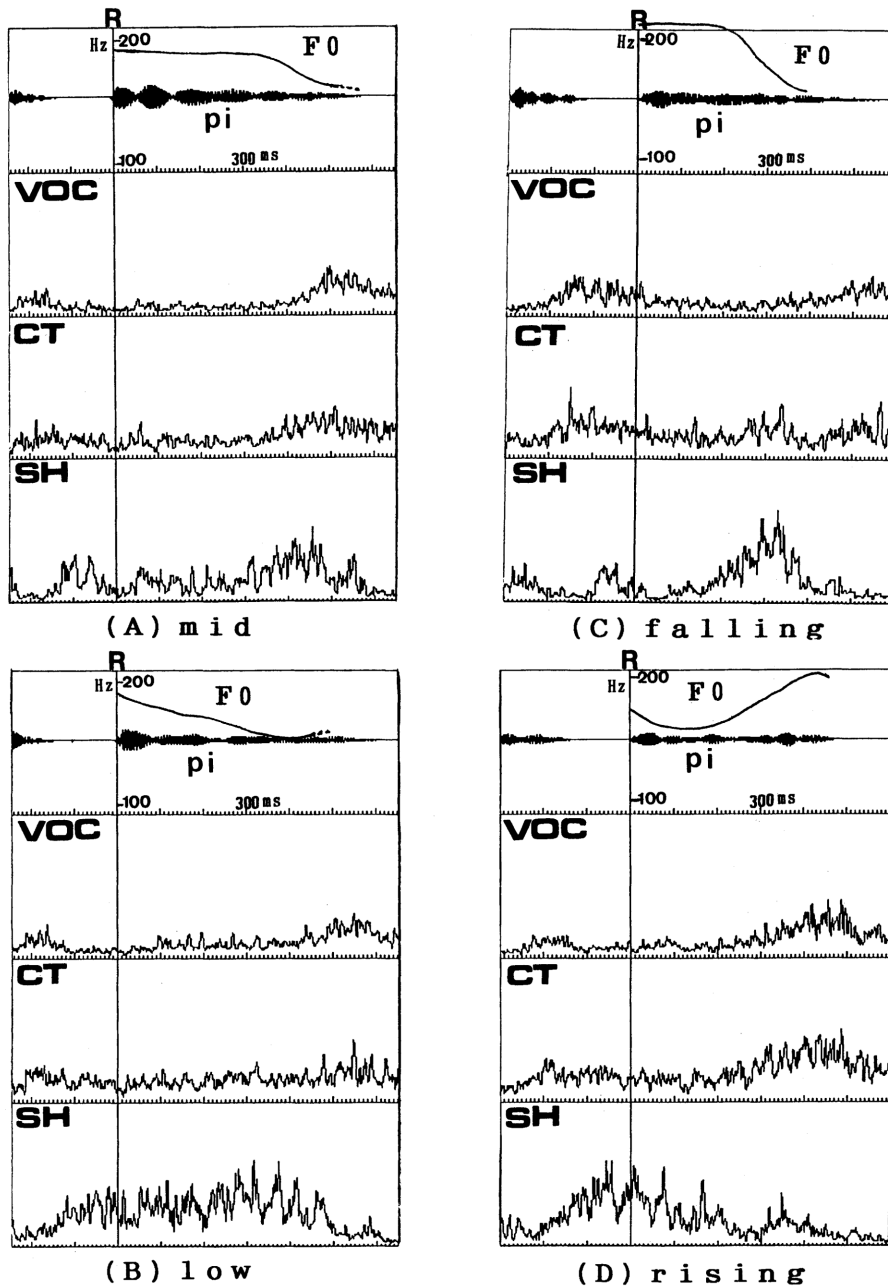 R
Hz 200
F0
pi
100
300 ms
VOC
CT
SH
(A) mid
R
200
F0
pi
100
300 ms
VOC
CT
SH
(C) falling
R
Hz 200
F0
pi
100
300 ms
VOC
CT
SH
(B) low
R
200
F0
pi
100
300 ms
VOC
CT
SH
(D) rising